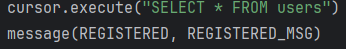 cursor.execute("SELECT * FROM users")
message(REGISTERED, REGISTERED_MSG)